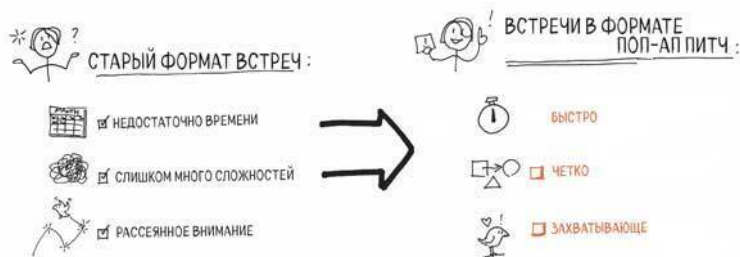 СТАРЫЙ ФОРМАТ ВСТРЕЧ:
НЕДОСТАТОЧНО ВРЕМЕНИ
СЛИШКОМ МНОГО СЛОЖНОСТЕЙ
РАССЕЯННОЕ ВНИМАНИЕ
ВСТРЕЧИ В ФОРМАТЕ
ПОП-АП ПИТЧ:
БЫСТРО
ЧЕТКО
ЗАХВАТЫВАЮЩЕ